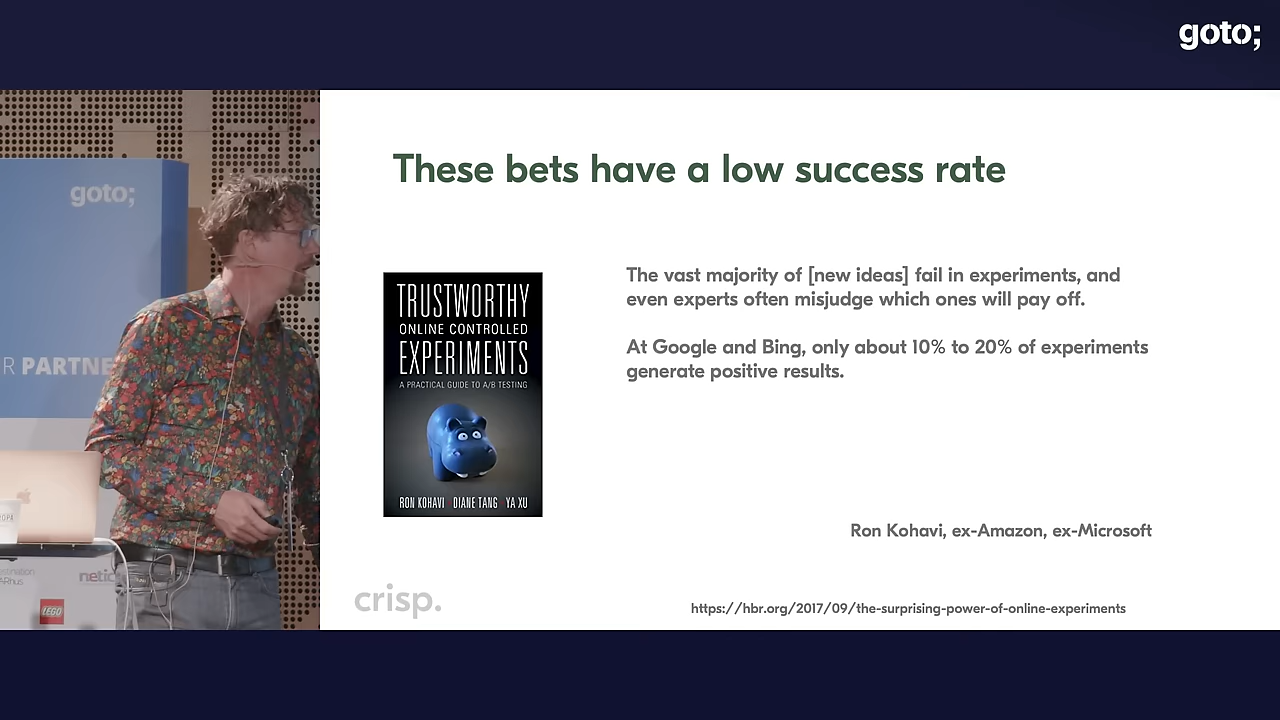 goto;
goto;
R PARTNE
These bets have a low success rate
TRUSTWORTHY
ONLINE CONTROLLED
EXPERIMENTS
A PRACTICAL GUIDE TO A/B TESTING
RON KOHAVI DIANE TANG YA XU
The vast majority of [new ideas] fail in experiments, and
even experts often misjudge which ones will pay off.
At Google and Bing, only about 10% to 20% of experiments
generate positive results.
Ron Kohavi, ex-Amazon, ex-Microsoft
crisp.
https://hbr.org/2017/09/the-surprising-power-of-online-experiments
netic
LEGO